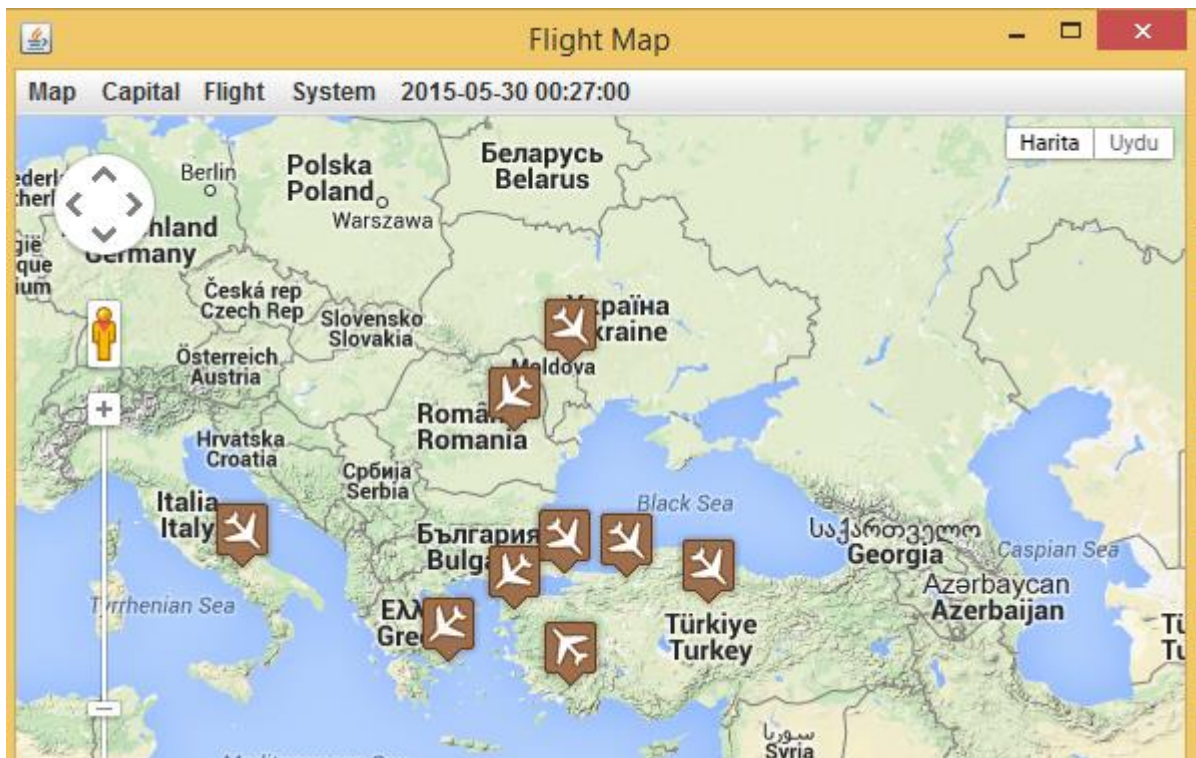 Flight Map
Map Capital Flight System 2015-05-30 00:27:00
Harita Uydu
Berlin
Polska
Poland
Warszawa
Беларусь
Belarus
Germany
Česká rep
Czech Rep
Slovensko
Slovakia
Österreich
Austria
Romania
Hrvatska
Croatia
Србија
Serbia
Italia
Italy
България
Black Sea
საქართველო
Georgia
Caspian Sea
Azərbaycan
Azerbaijan
Tyrrhenian Sea
Türkiye
Turkey
سوريا
Syria